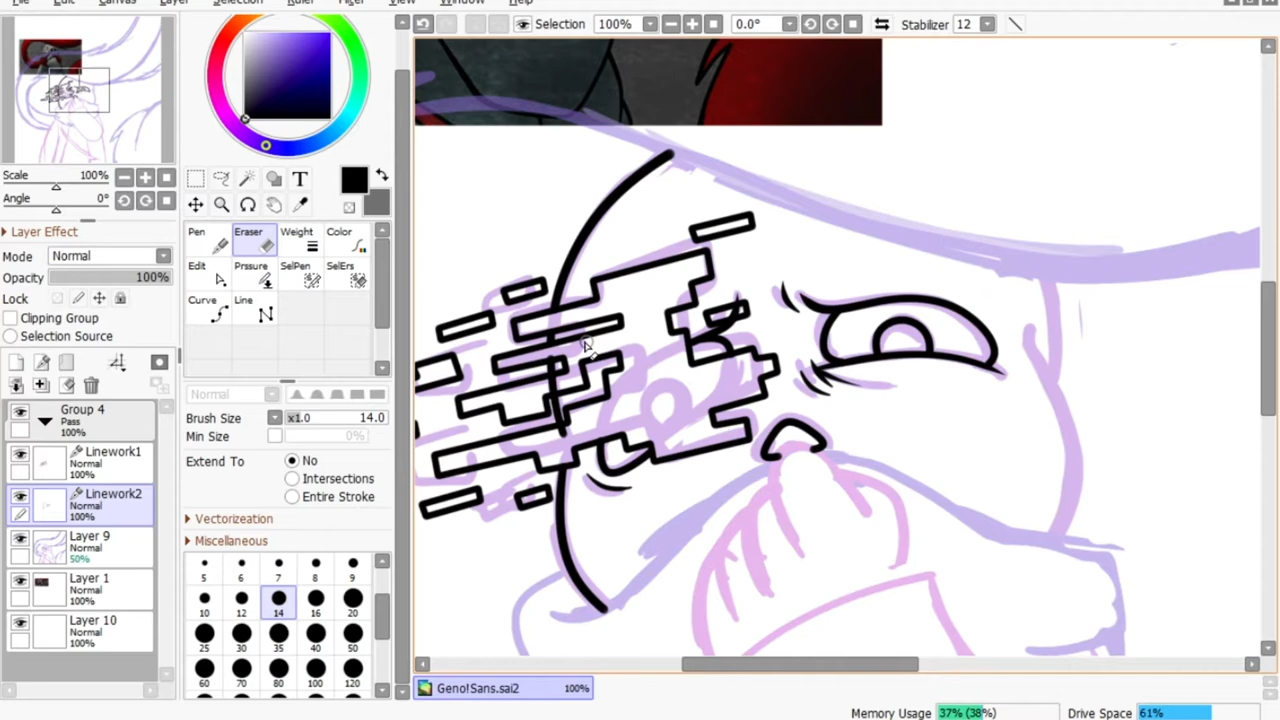 Selection 100% 0.0° Stabilizer 12
Scale 100%
Angle 0°
Layer Effect
Mode Normal
Opacity 100%
Lock
Clipping Group
Selection Source
Group 4
Pass
100%
Linework1
Normal
100%
Linework2
Normal
100%
Layer 9
Normal
50%
Layer 1
Normal
100%
Layer 10
Normal
100%
T
Pen Eraser Weight Color
Edit Prssure SelPen SelErs
Curve Line
Normal
Brush Size x1.0 14.0
Min Size 0%
Extend To No
Intersections
Entire Stroke
Vectorizeation
Miscellaneous
5 6 7 8 9
10 12 14 16 20
25 30 35 40 50
60 70 80 100 120
Geno!Sans.sai2 100%
Memory Usage 37% (38%) Drive Space 61%